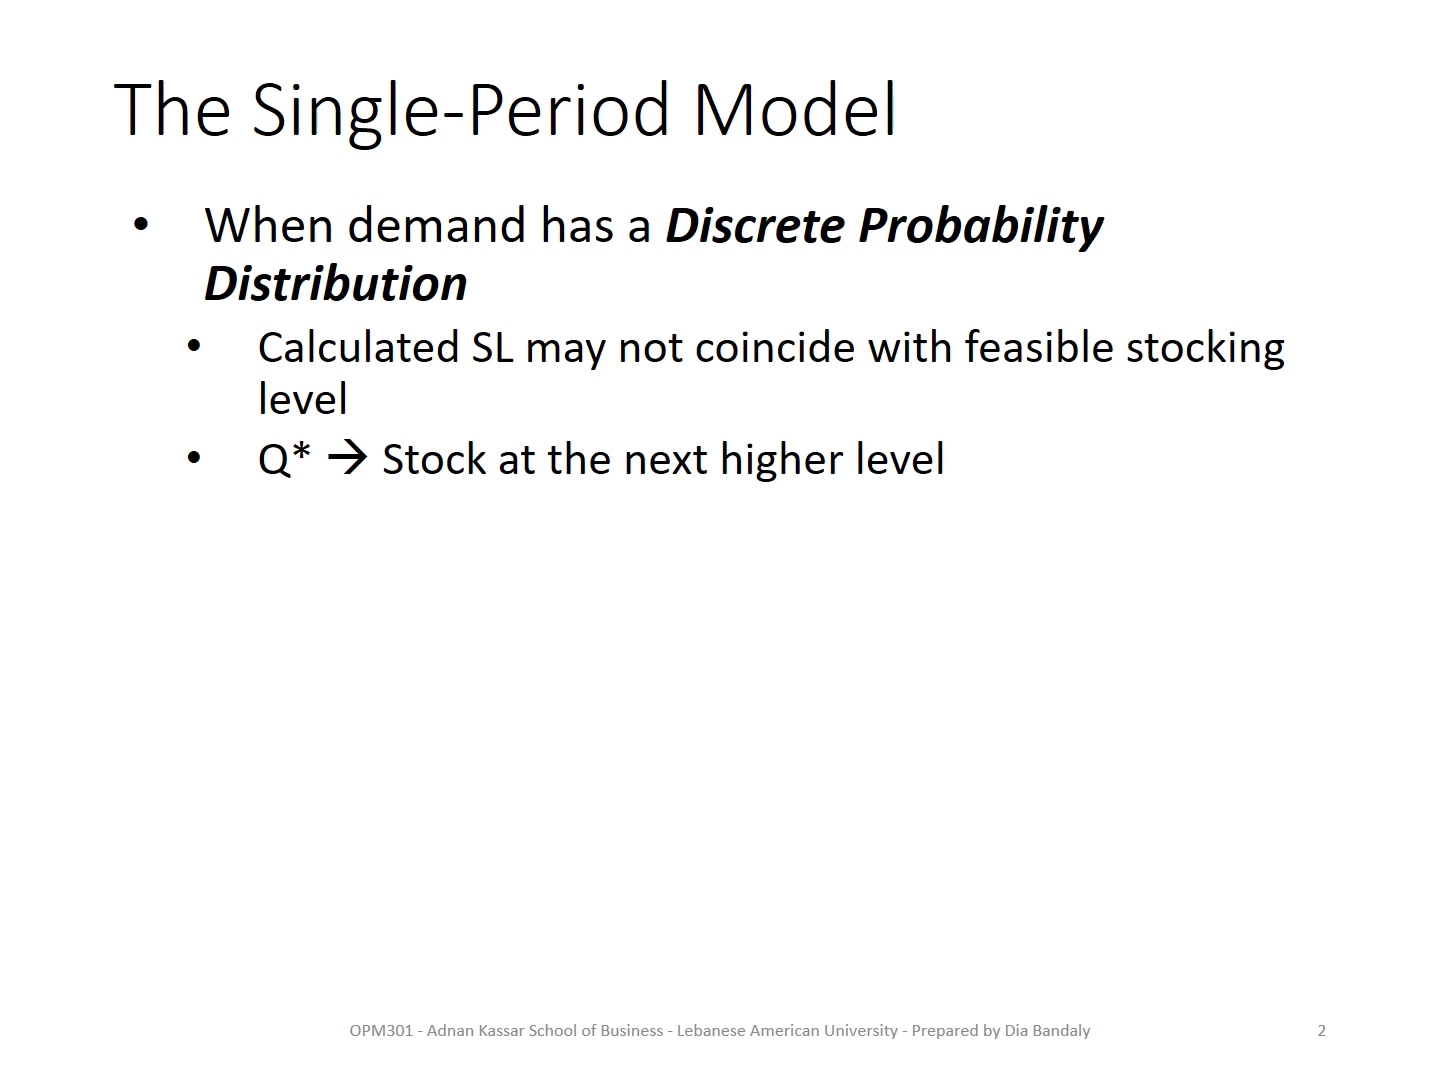 The Single-Period Model
• When demand has a Discrete Probability
Distribution
• Calculated SL may not coincide with feasible stocking
level
• Q* → Stock at the next higher level
OPM301 - Adnan Kassar School of Business - Lebanese American University - Prepared by Dia Bandaly
2